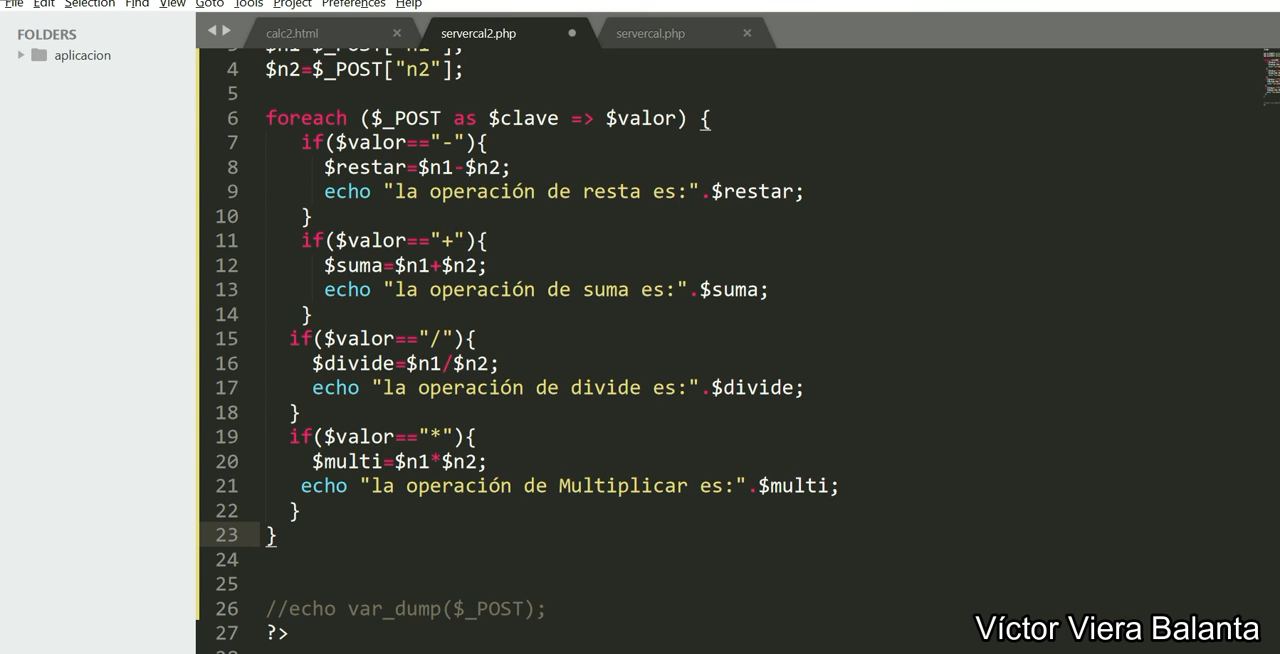 File Edit Selection Find View Goto Tools Project Preferences Help
FOLDERS
aplicacion
calc2.html
servercal2.php
servercal.php
3 $n1=$_POST["n1"];
4 $n2=$_POST["n2"];
5
6 foreach ($_POST as $clave => $valor) {
7 if($valor=="-"){
8 $restar=$n1-$n2;
9 echo "la operación de resta es:".$restar;
10 }
11 if($valor=="+"){
12 $suma=$n1+$n2;
13 echo "la operación de suma es:".$suma;
14 }
15 if($valor=="/"){
16 $divide=$n1/$n2;
17 echo "la operación de divide es:".$divide;
18 }
19 if($valor=="*"){
20 $multi=$n1*$n2;
21 echo "la operación de Multiplicar es:".$multi;
22 }
23 }
24
25
26 //echo var_dump($_POST);
27 ?>
Víctor Viera Balanta